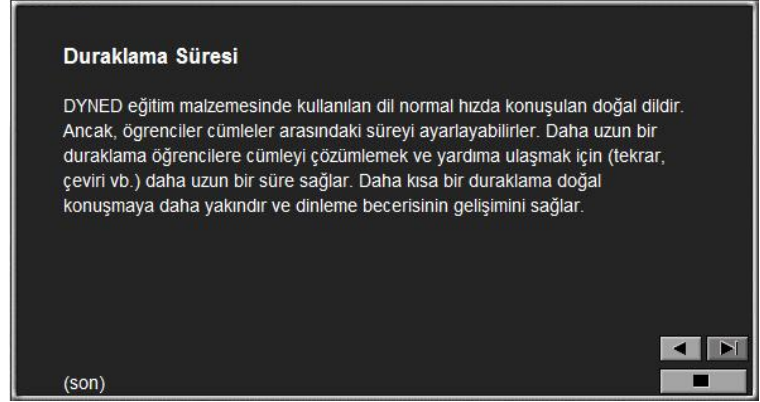 Duraklama Süresi
DYNED eğitim malzemesinde kullanılan dil normal hızda konuşulan doğal dildir.
Ancak, ögrenciler cümleler arasındaki süreyi ayarlayabilirler. Daha uzun bir
duraklama öğrencilere cümleyi çözümlemek ve yardıma ulaşmak için (tekrar,
çeviri vb.) daha uzun bir süre sağlar. Daha kısa bir duraklama doğal
konuşmaya daha yakındır ve dinleme becerisinin gelişimini sağlar.
(son)